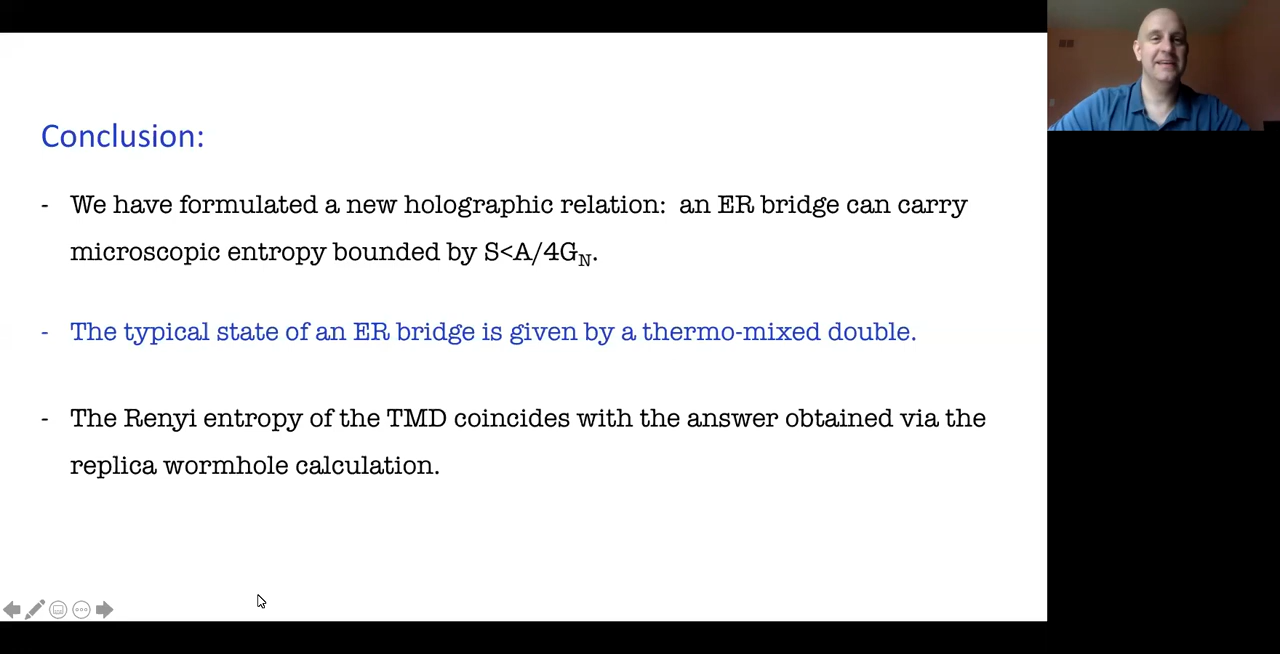 Conclusion:
- We have formulated a new holographic relation: an ER bridge can carry
microscopic entropy bounded by S<A/4G_N.
- The typical state of an ER bridge is given by a thermo-mixed double.
- The Renyi entropy of the TMD coincides with the answer obtained via the
replica wormhole calculation.